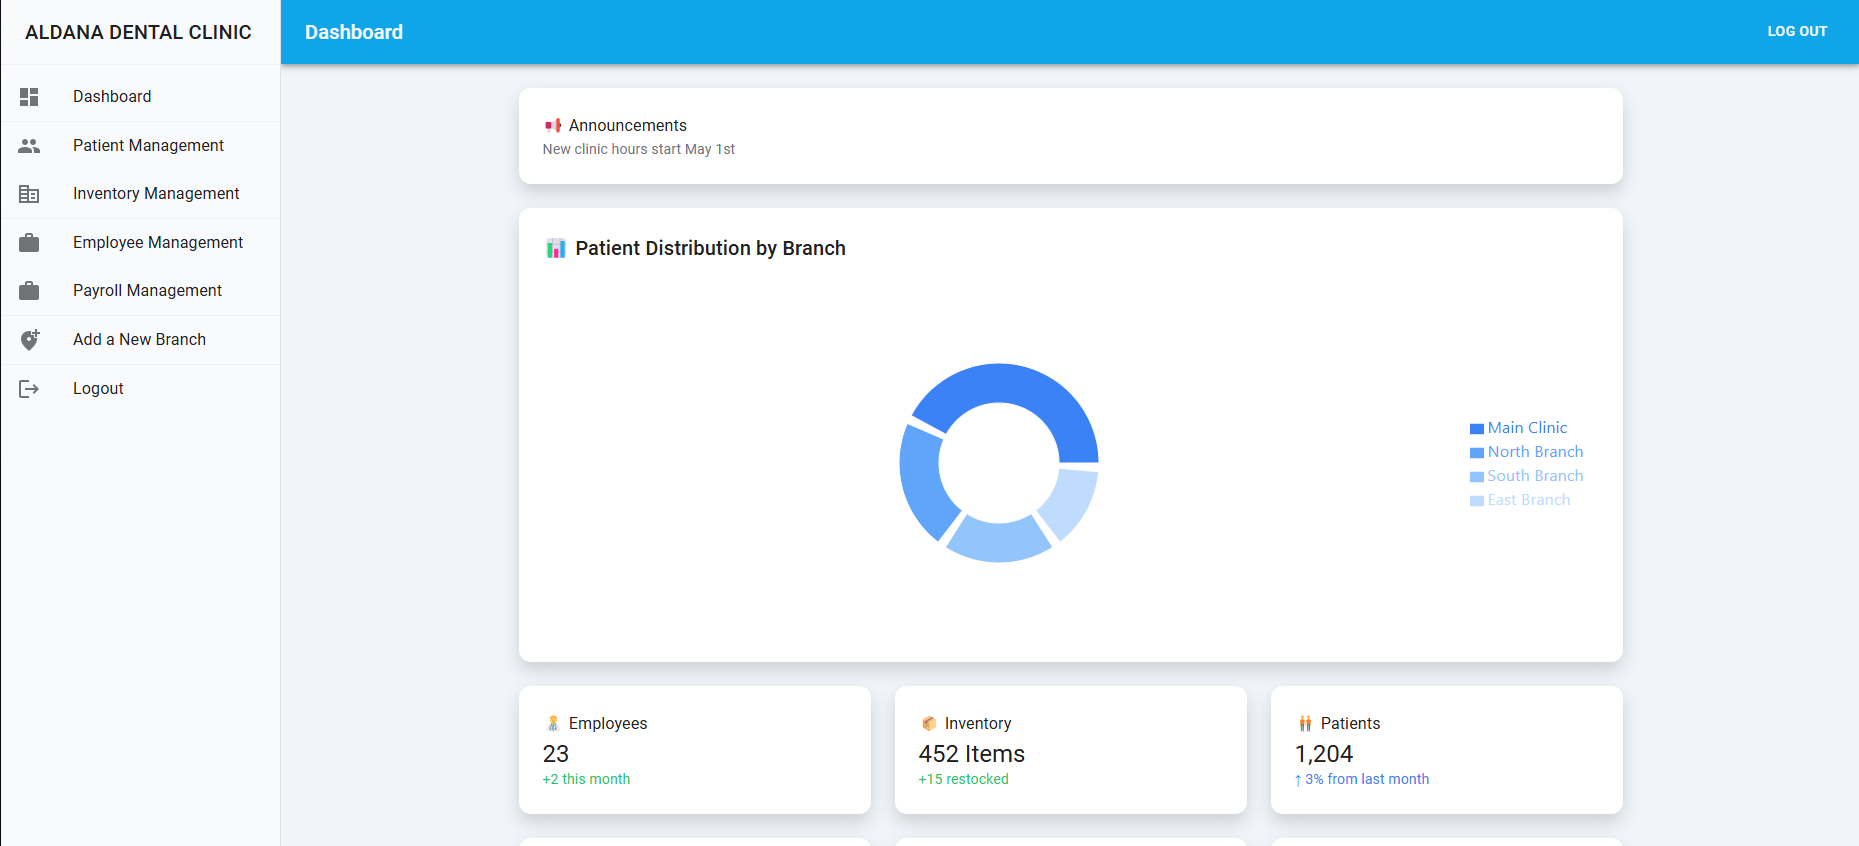 ALDANA DENTAL CLINIC
Dashboard
Patient Management
Inventory Management
Employee Management
Payroll Management
Add a New Branch
Logout
Dashboard
LOG OUT
Announcements
New clinic hours start May 1st
Patient Distribution by Branch
Main Clinic
North Branch
South Branch
East Branch
Employees
23
+2 this month
Inventory
452 Items
+15 restocked
Patients
1,204
↑ 3% from last month